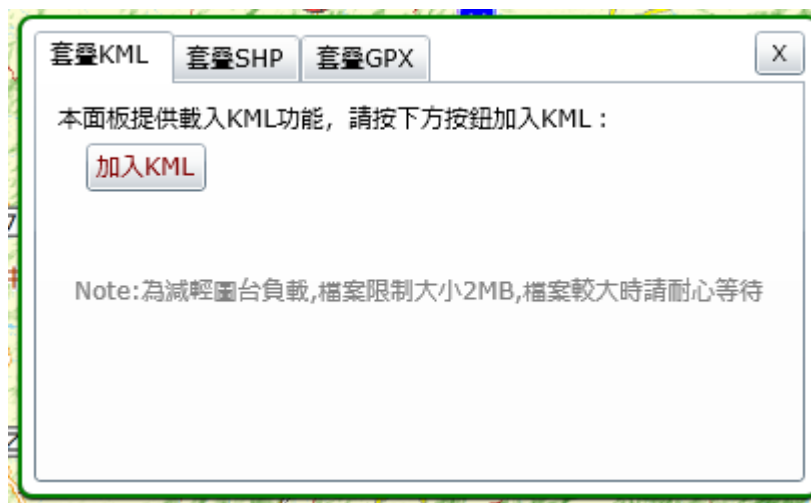 套疊KML 套疊SHP 套疊GPX X
本面板提供載入KML功能，請按下方按鈕加入KML：
加入KML
7
Note:為減輕圖台負載,檔案限制大小2MB,檔案較大時請耐心等待